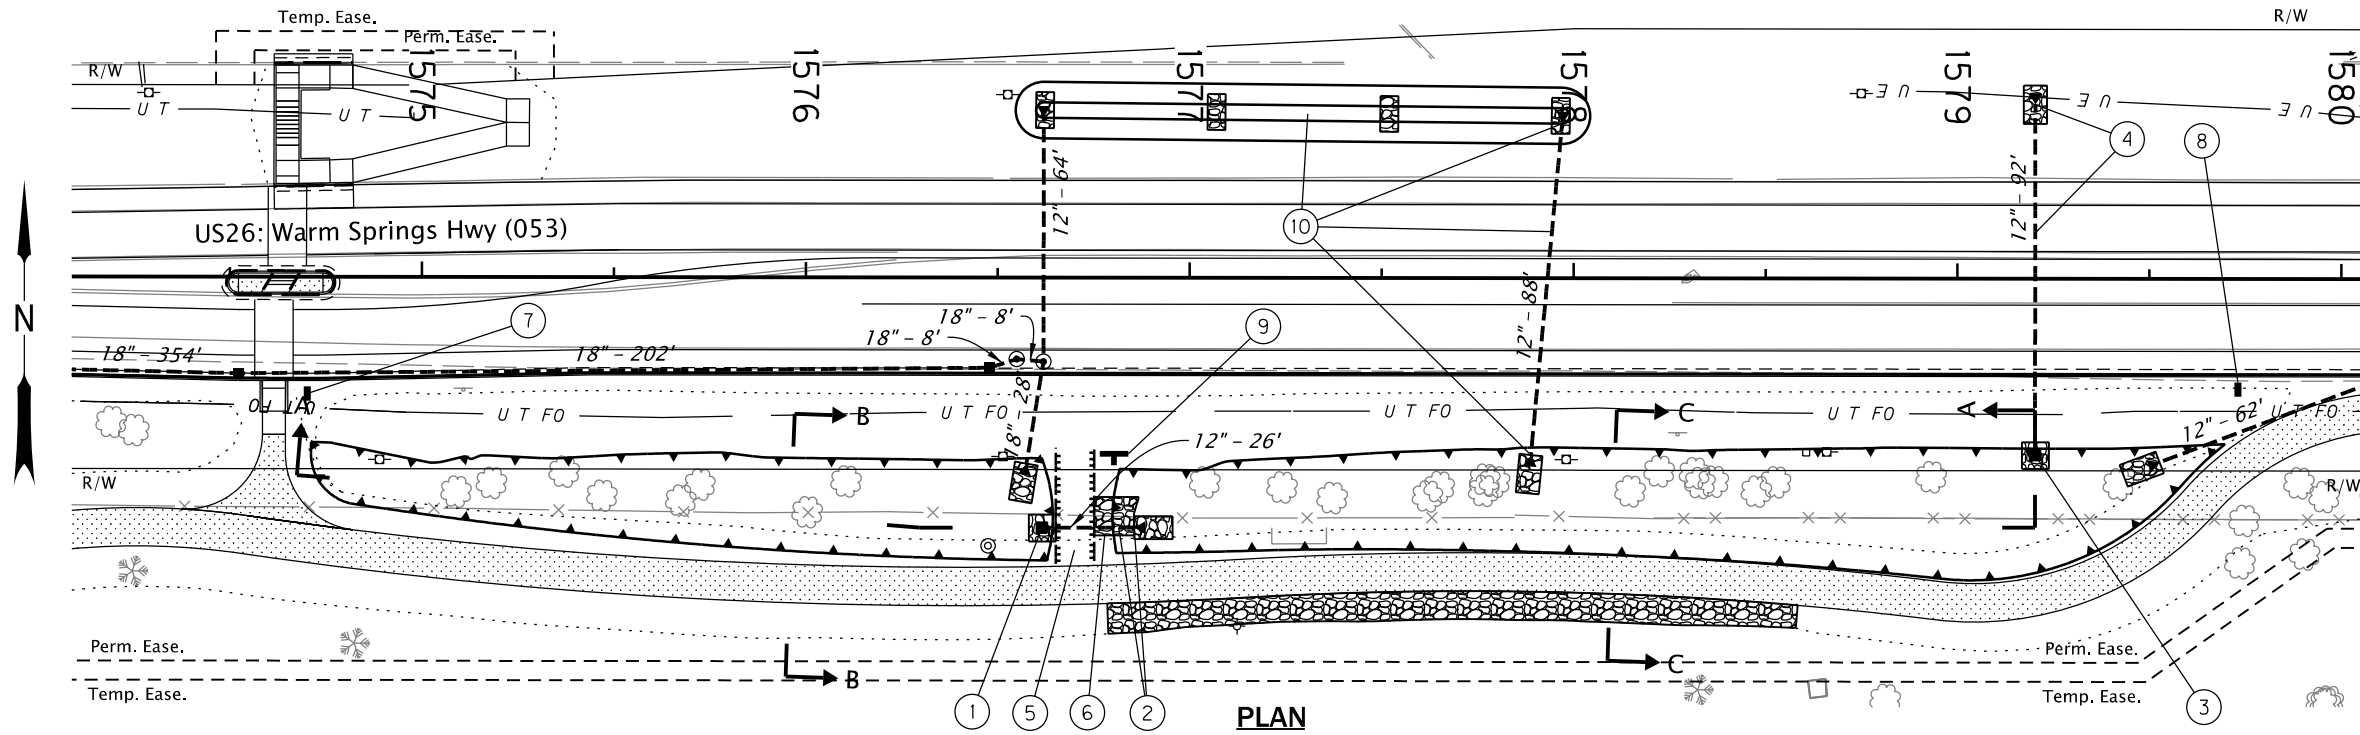 Temp. Ease.
Perm. Ease.
R/W
R/W
1575
1576
1577
1578
1579
1580
U T
U T
U E
U E
U E
4
8
12" - 64'
12" - 92'
10
US26: Warm Springs Hwy (053)
N
12" - 88'
7
18" - 8'
18" - 8'
9
18" - 354'
18" - 202'
18" - 28'
U T FO
U T FO
U T FO
U T FO
U T FO
U T FO
B
C
A
A
12" - 62'
12" - 26'
R/W
R/W
Perm. Ease.
Temp. Ease.
B
C
Perm. Ease.
Temp. Ease.
1
5
6
2
3
PLAN